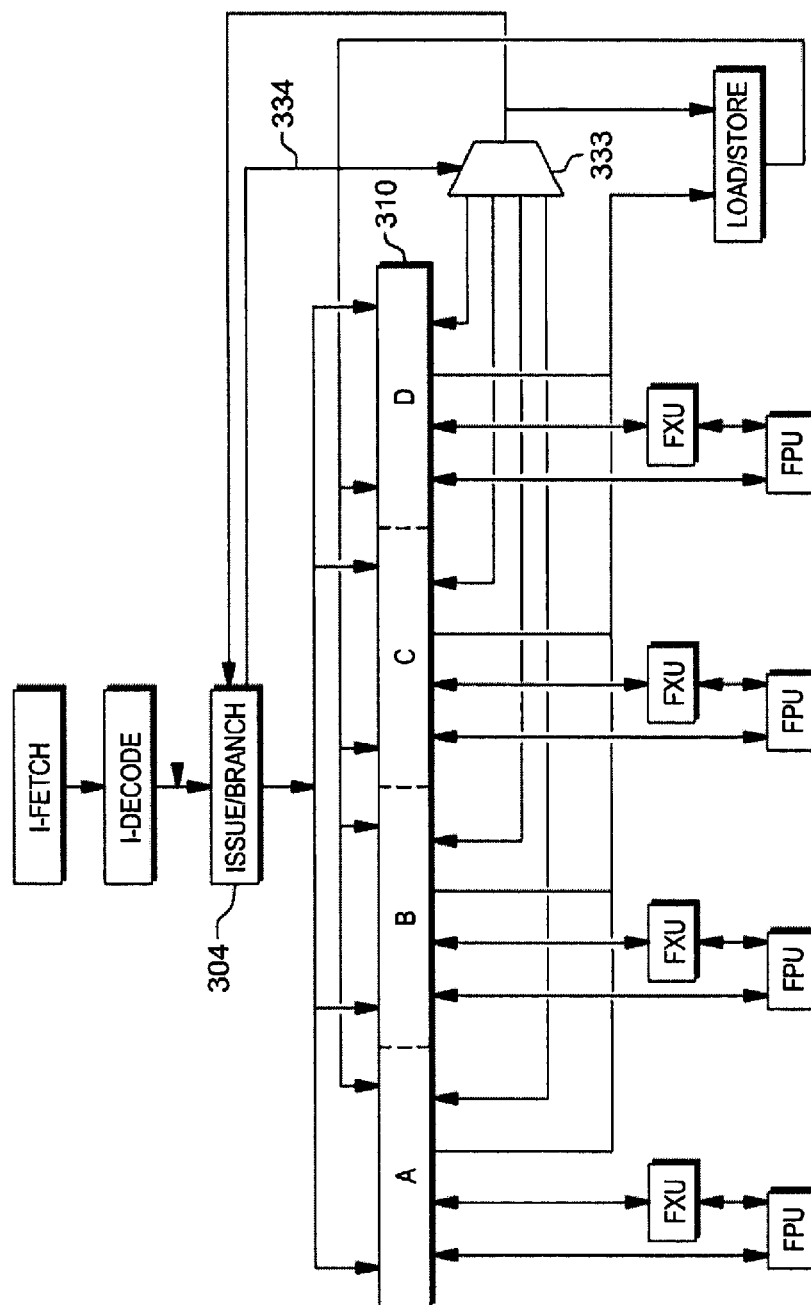 I-FETCH
I-DECODE
ISSUE/BRANCH
304
334
310
333
A
B
C
D
LOAD/STORE
FXU
FXU
FXU
FXU
FPU
FPU
FPU
FPU